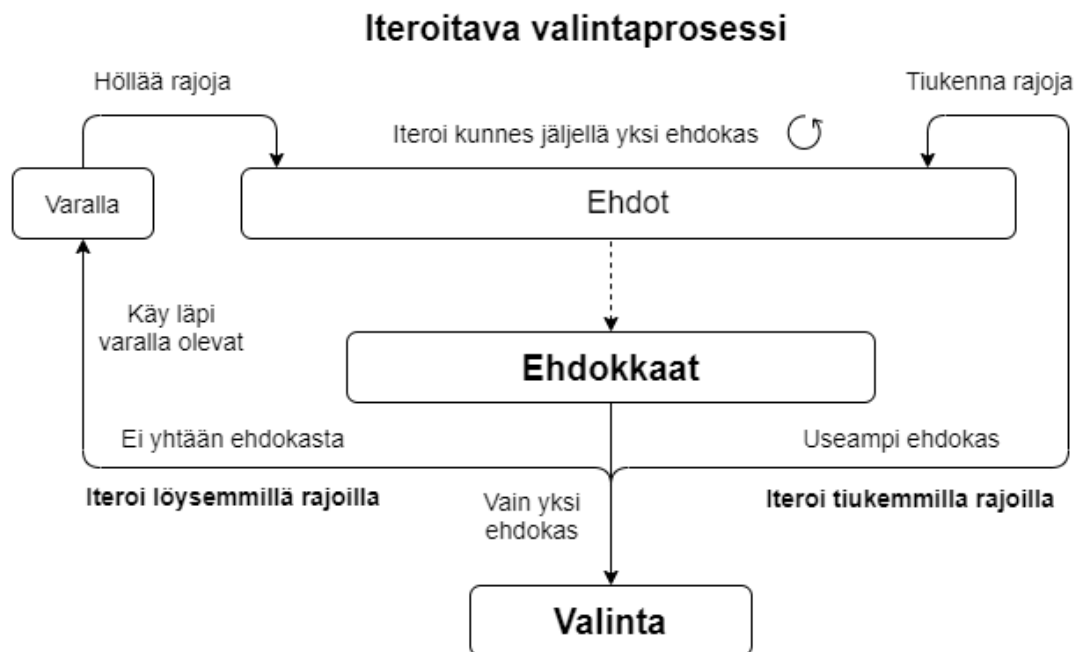 Iteroitava valintaprosessi
Höllää rajoja
Tiukenna rajoja
Iteroi kunnes jäljellä yksi ehdokas
Varalla
Ehdot
Käy läpi
varalla olevat
Ehdokkaat
Ei yhtään ehdokasta
Useampi ehdokas
Iteroi löysemmillä rajoilla
Vain yksi
ehdokas
Iteroi tiukemmilla rajoilla
Valinta